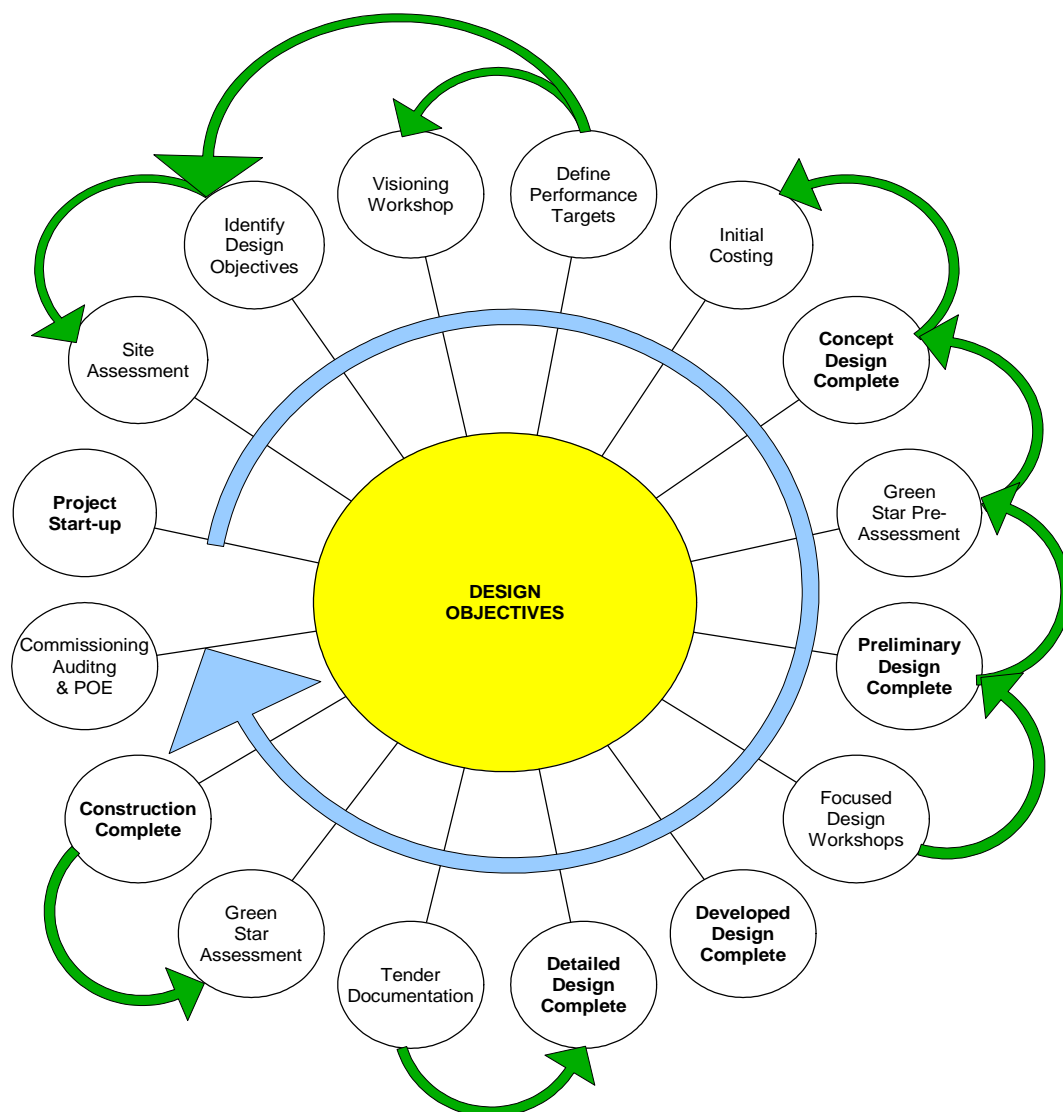 Project
Start-up
Site
Assessment
Identify
Design
Objectives
Visioning
Workshop
Define
Performance
Targets
Initial
Costing
Concept
Design
Complete
Green
Star Pre-
Assessment
Preliminary
Design
Complete
Focused
Design
Workshops
Developed
Design
Complete
Detailed
Design
Complete
Tender
Documentation
Green
Star
Assessment
Construction
Complete
Commissioning
Auditng
& POE
DESIGN
OBJECTIVES